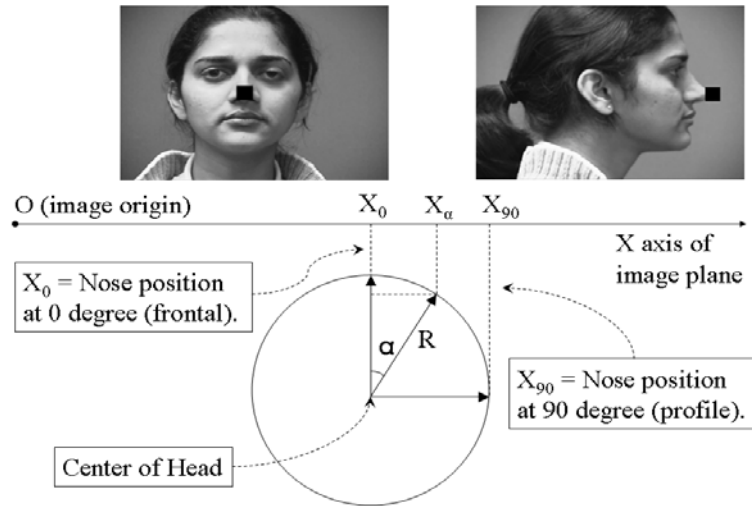 O (image origin)
X₀
Xα
X₉₀
X axis of
image plane
X₀ = Nose position
at 0 degree (frontal).
α
R
X₉₀ = Nose position
at 90 degree (profile).
Center of Head